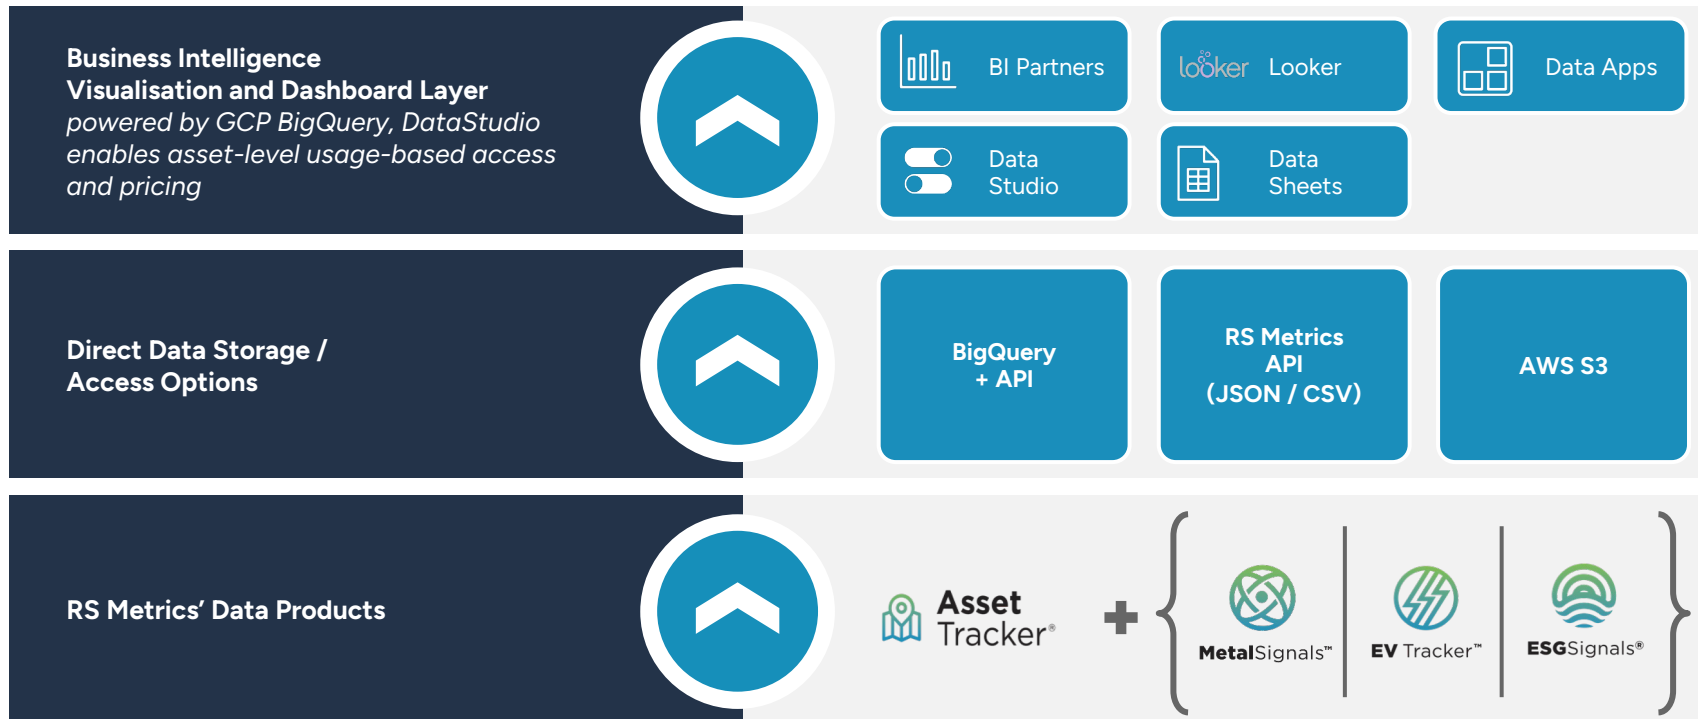 Business Intelligence
Visualisation and Dashboard Layer
powered by GCP BigQuery, DataStudio
enables asset-level usage-based access
and pricing
BI Partners
looker Looker
Data Apps
Data
Studio
Data
Sheets
Direct Data Storage /
Access Options
BigQuery
+ API
RS Metrics
API
(JSON / CSV)
AWS S3
RS Metrics’ Data Products
Asset
Tracker®
+
MetalSignals™
EV Tracker™
ESGSignals®